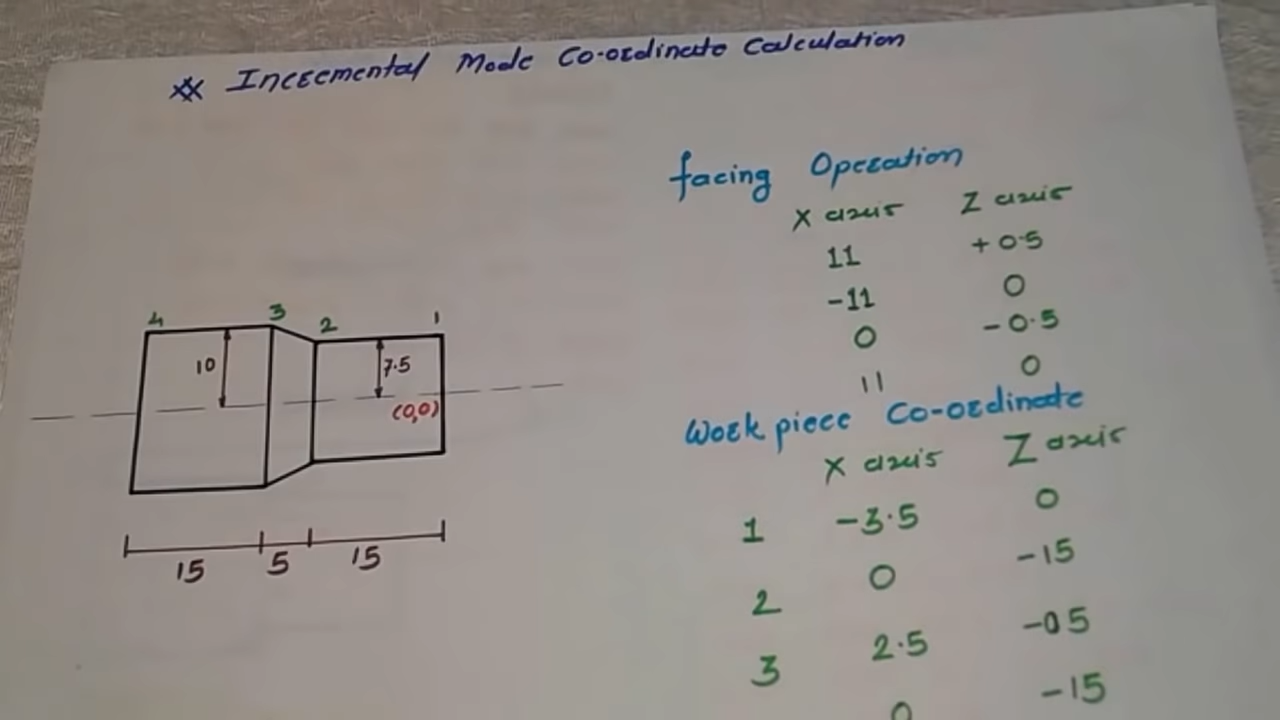 ** Incremental Mode Co-ordinate Calculation
facing Operation
X axis Z axis
11 +0.5
-11 0
0 -0.5
11 0
Work piece Co-ordinate
X axis Z axis
1 -3.5 0
2 0 -15
3 2.5 -05
0 -15
4 3 2 1
10 7.5
(0,0)
15 5 15